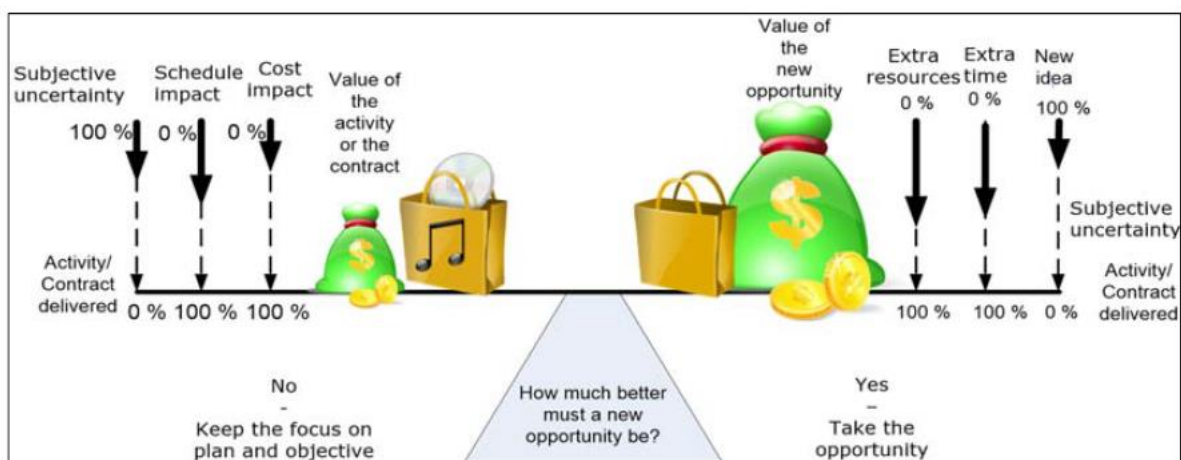 Subjective
uncertainty
100 %
Schedule
impact
0 %
Cost
impact
0 %
Value of
the
activity
or the
contract
Value of
the
new
opportunity
Extra
resources
0 %
Extra
time
0 %
New
idea
100 %
Subjective
uncertainty
Activity/
Contract
delivered
0 %
100 %
100 %
100 %
100 %
0 %
Activity/
Contract
delivered
$
$
No
-
Keep the focus on
plan and objective
How much better
must a new
opportunity be?
Yes
–
Take the
opportunity